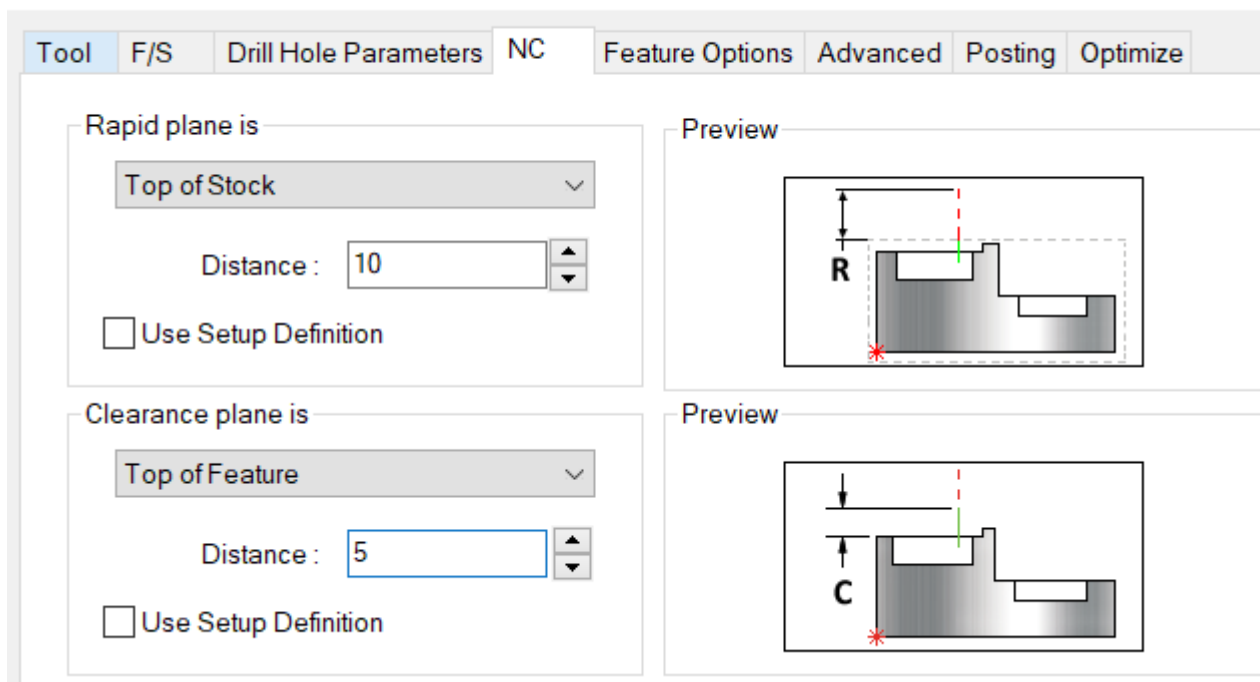 Tool F/S Drill Hole Parameters NC Feature Options Advanced Posting Optimize
Rapid plane is
Top of Stock
Distance : 10
Use Setup Definition
Preview
R
Clearance plane is
Top of Feature
Distance : 5
Use Setup Definition
Preview
C